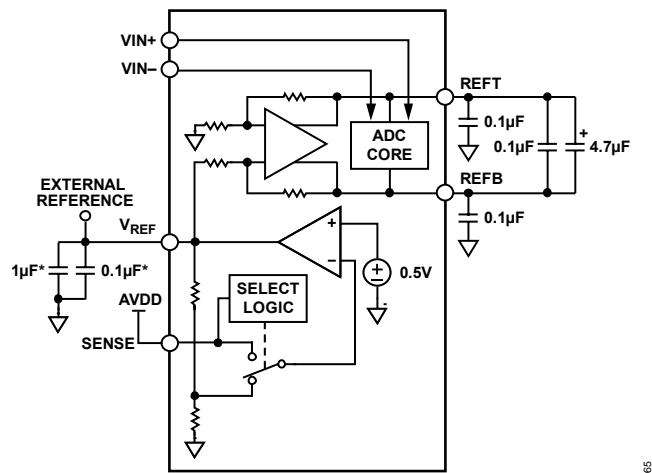 VIN+
VIN–
REFT
0.1µF
ADC
CORE
0.1µF
+
4.7µF
REFB
0.1µF
EXTERNAL
REFERENCE
VREF
1µF*
0.1µF*
+
–
0.5V
SELECT
LOGIC
AVDD
SENSE
65